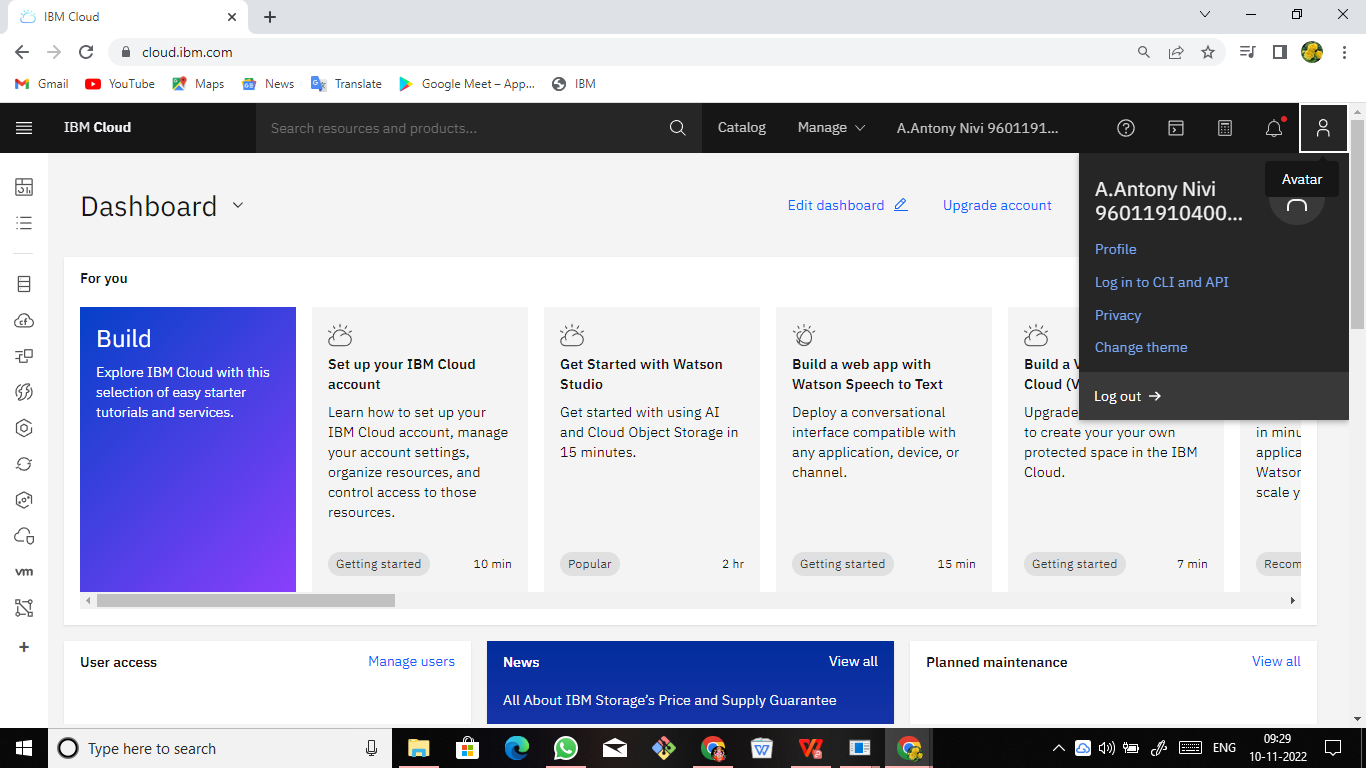 IBM Cloud
cloud.ibm.com
Gmail
YouTube
Maps
News
Translate
Google Meet – App...
IBM
IBM Cloud
Search resources and products...
Catalog
Manage
A.Antony Nivi 9601191...
Avatar
A.Antony Nivi
96011910400...
Profile
Log in to CLI and API
Privacy
Change theme
Log out
Dashboard
Edit dashboard
Upgrade account
For you
Build
Explore IBM Cloud with this
selection of easy starter
tutorials and services.
Set up your IBM Cloud
account
Learn how to set up your
IBM Cloud account, manage
your account settings,
organize resources, and
control access to those
resources.
Getting started
10 min
Get Started with Watson
Studio
Get started with using AI
and Cloud Object Storage in
15 minutes.
Popular
2 hr
Build a web app with
Watson Speech to Text
Deploy a conversational
interface compatible with
any application, device, or
channel.
Getting started
15 min
Build a V
Cloud (V
Upgrade
to create your your own
protected space in the IBM
Cloud.
Getting started
7 min
in minu
applica
Watson
scale y
Recom
vm
User access
Manage users
News
View all
All About IBM Storage's Price and Supply Guarantee
Planned maintenance
View all
Type here to search
ENG
09:29
10-11-2022